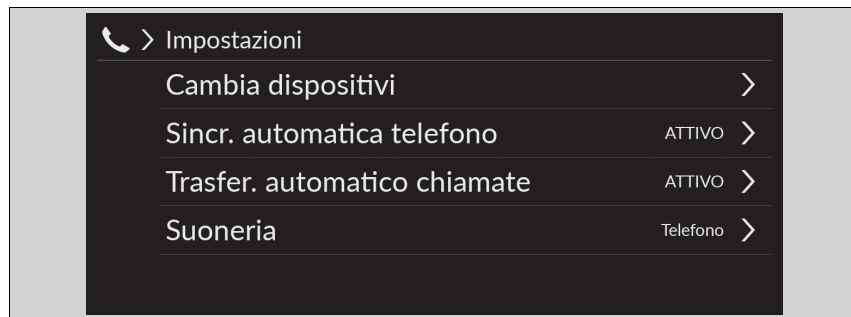 Impostazioni
Cambia dispositivi
Sincr. automatica telefono ATTIVO
Trasfer. automatico chiamate ATTIVO
Suoneria Telefono